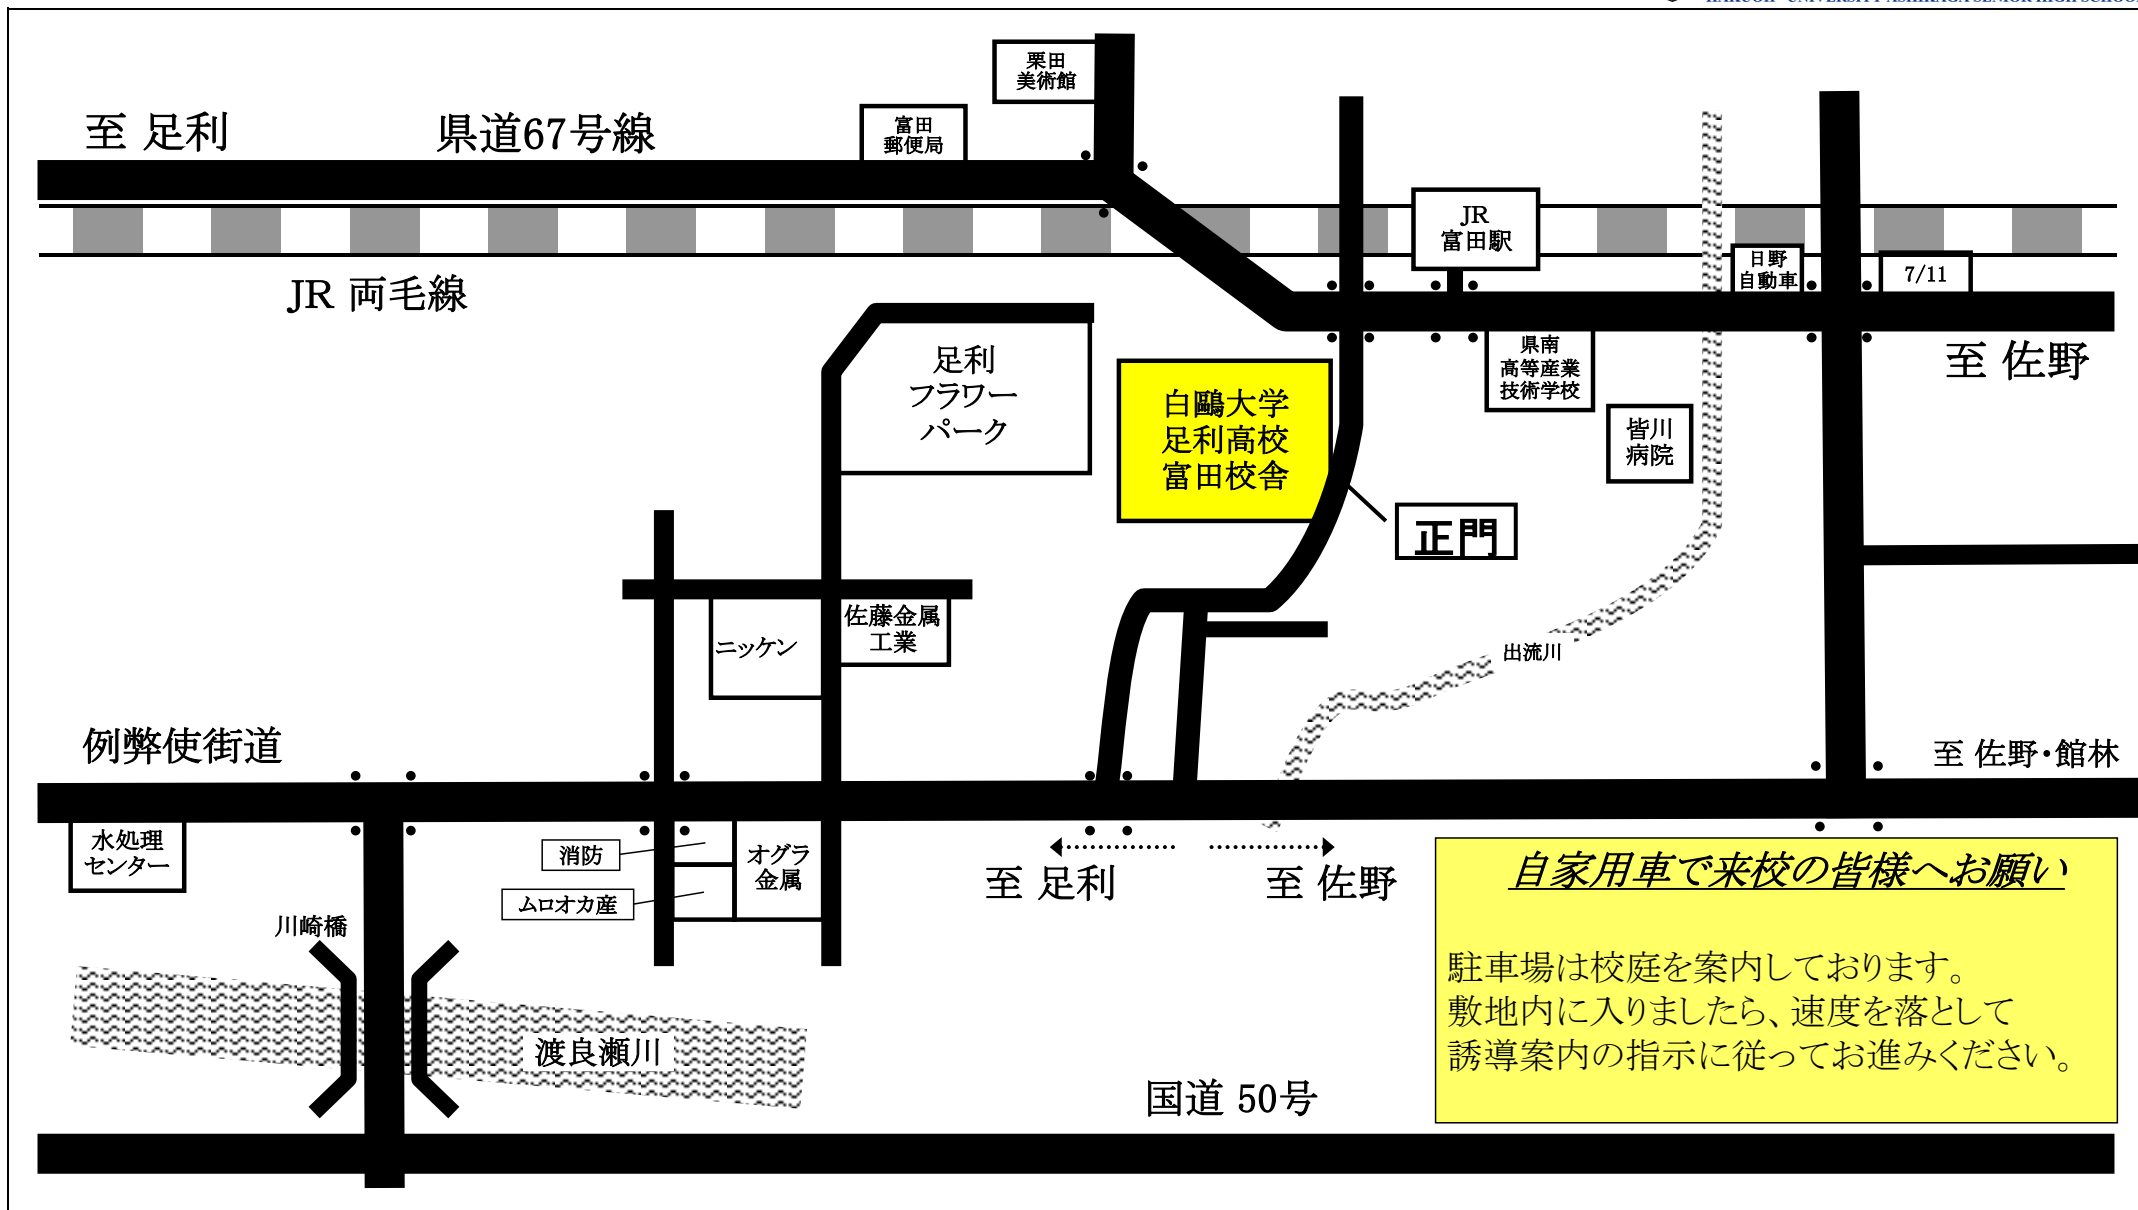 栗田
美術館
至 足利
県道67号線
富田
郵便局
JR
富田駅
日野
自動車
7/11
JR 両毛線
足利
フラワー
パーク
白鷗大学
足利高校
富田校舎
県南
高等産業
技術学校
至 佐野
皆川
病院
正門
佐藤金属
工業
ニッケン
出流川
例弊使街道
至 佐野・館林
水処理
センター
消防
オグラ
金属
ムロオカ産
至 足利
至 佐野
川崎橋
渡良瀬川
国道 50号
自家用車で来校の皆様へお願い
駐車場は校庭を案内しております。
敷地内に入りましたら、速度を落として
誘導案内の指示に従ってお進みください。